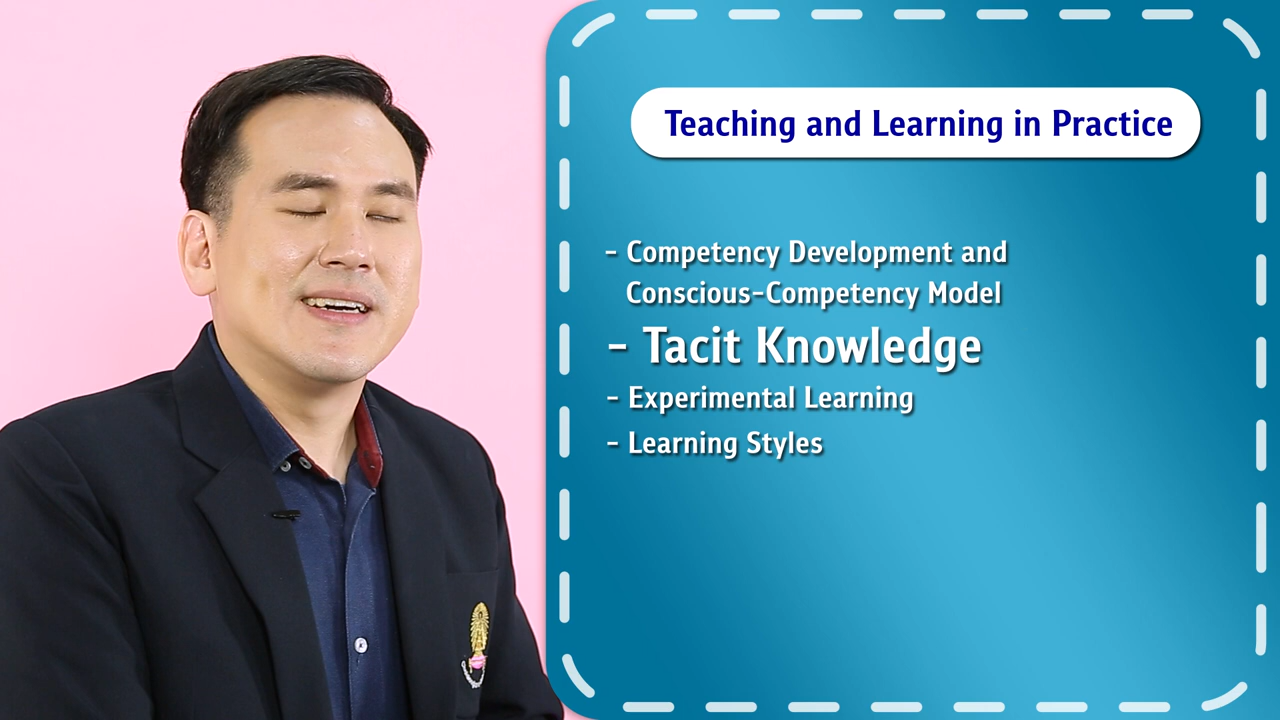 Teaching and Learning in Practice
- Competency Development and
Conscious-Competency Model
- Tacit Knowledge
- Experimental Learning
- Learning Styles